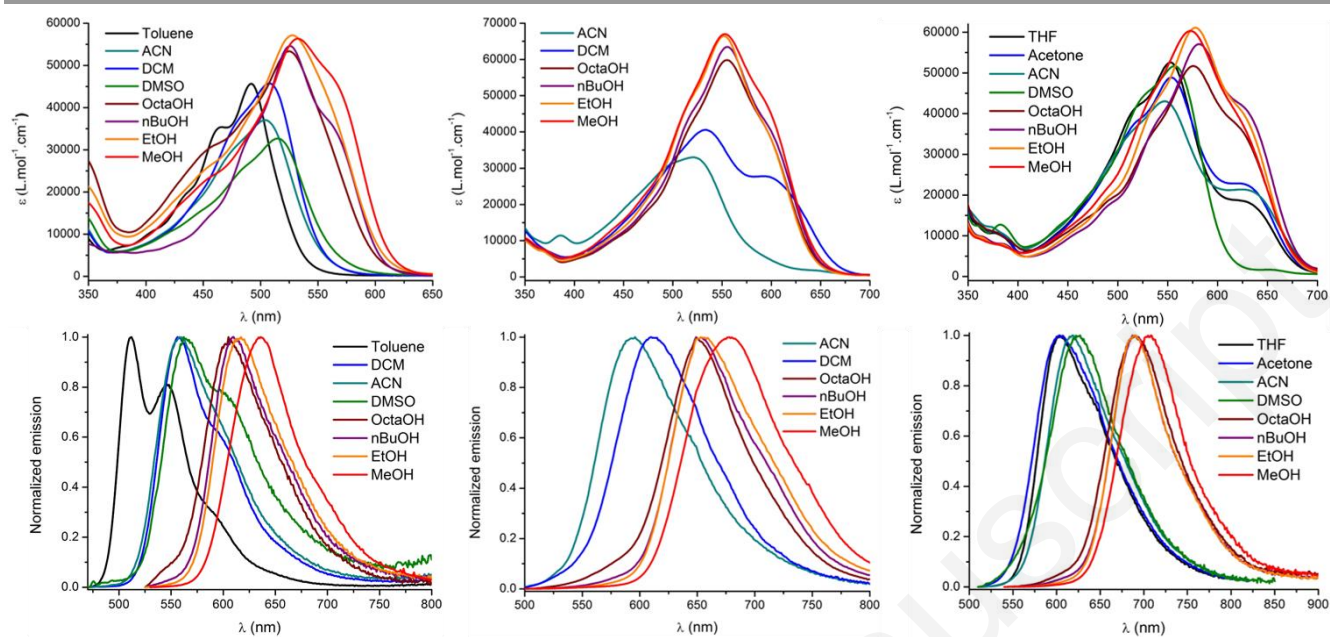 60000
50000
40000
30000
20000
10000
0
ε (L.mol⁻¹.cm⁻¹)
Toluene
ACN
DCM
DMSO
OctaOH
nBuOH
EtOH
MeOH
350 400 450 500 550 600 650
λ (nm)
70000
60000
50000
40000
30000
20000
10000
0
ε (L.mol⁻¹.cm⁻¹)
ACN
DCM
OctaOH
nBuOH
EtOH
MeOH
350 400 450 500 550 600 650 700
λ (nm)
60000
50000
40000
30000
20000
10000
0
ε (L.mol⁻¹.cm⁻¹)
THF
Acetone
ACN
DMSO
OctaOH
nBuOH
EtOH
MeOH
350 400 450 500 550 600 650 700
λ (nm)
1.0
0.8
0.6
0.4
0.2
0.0
Normalized emission
Toluene
DCM
ACN
DMSO
OctaOH
nBuOH
EtOH
MeOH
500 550 600 650 700 750 800
λ (nm)
1.0
0.8
0.6
0.4
0.2
0.0
Normalized emission
ACN
DCM
OctaOH
nBuOH
EtOH
MeOH
500 550 600 650 700 750 800
λ (nm)
1.0
0.8
0.6
0.4
0.2
0.0
Normalized emission
THF
Acetone
ACN
DMSO
OctaOH
nBuOH
EtOH
MeOH
500 550 600 650 700 750 800 850 900
λ (nm)
uscript